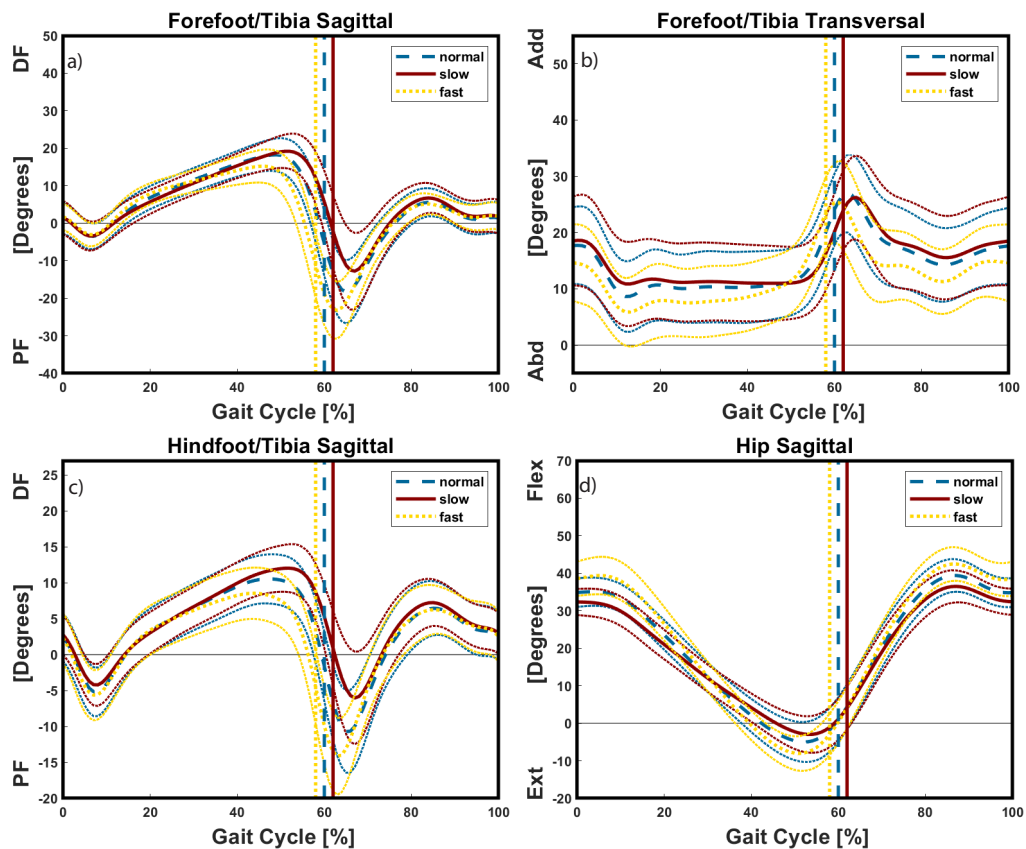 Forefoot/Tibia Sagittal
a)
DF
[Degrees]
PF
50
40
30
20
10
0
-10
-20
-30
-40
normal
slow
fast
0 20 40 60 80 100
Gait Cycle [%]
Forefoot/Tibia Transversal
b)
Add
[Degrees]
Abd
50
40
30
20
10
0
normal
slow
fast
0 20 40 60 80 100
Gait Cycle [%]
Hindfoot/Tibia Sagittal
c)
DF
[Degrees]
PF
25
20
15
10
5
0
-5
-10
-15
-20
normal
slow
fast
0 20 40 60 80 100
Gait Cycle [%]
Hip Sagittal
d)
Flex
[Degrees]
Ext
70
60
50
40
30
20
10
0
-10
-20
normal
slow
fast
0 20 40 60 80 100
Gait Cycle [%]